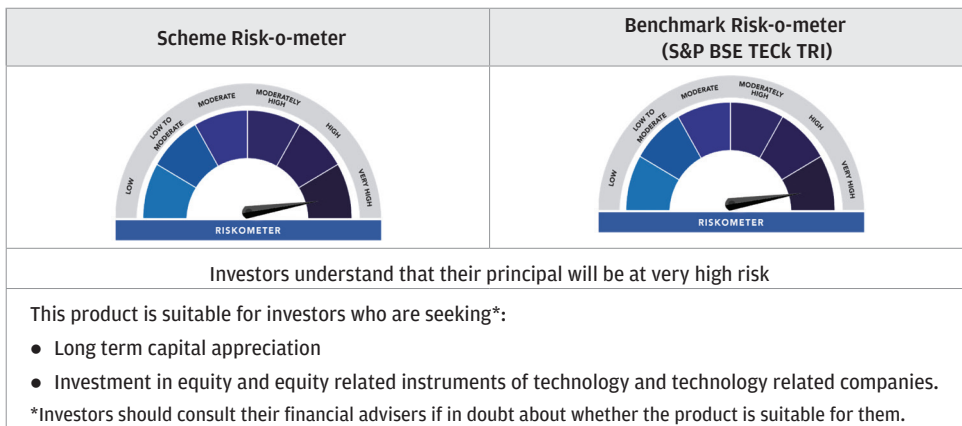 Scheme Risk-o-meter
Benchmark Risk-o-meter
(S&P BSE TECk TRI)
LOW
LOW TO
MODERATE
MODERATE
MODERATELY
HIGH
HIGH
VERY HIGH
RISKOMETER
LOW
LOW TO
MODERATE
MODERATE
MODERATELY
HIGH
HIGH
VERY HIGH
RISKOMETER
Investors understand that their principal will be at very high risk
This product is suitable for investors who are seeking*:
● Long term capital appreciation
● Investment in equity and equity related instruments of technology and technology related companies.
*Investors should consult their financial advisers if in doubt about whether the product is suitable for them.